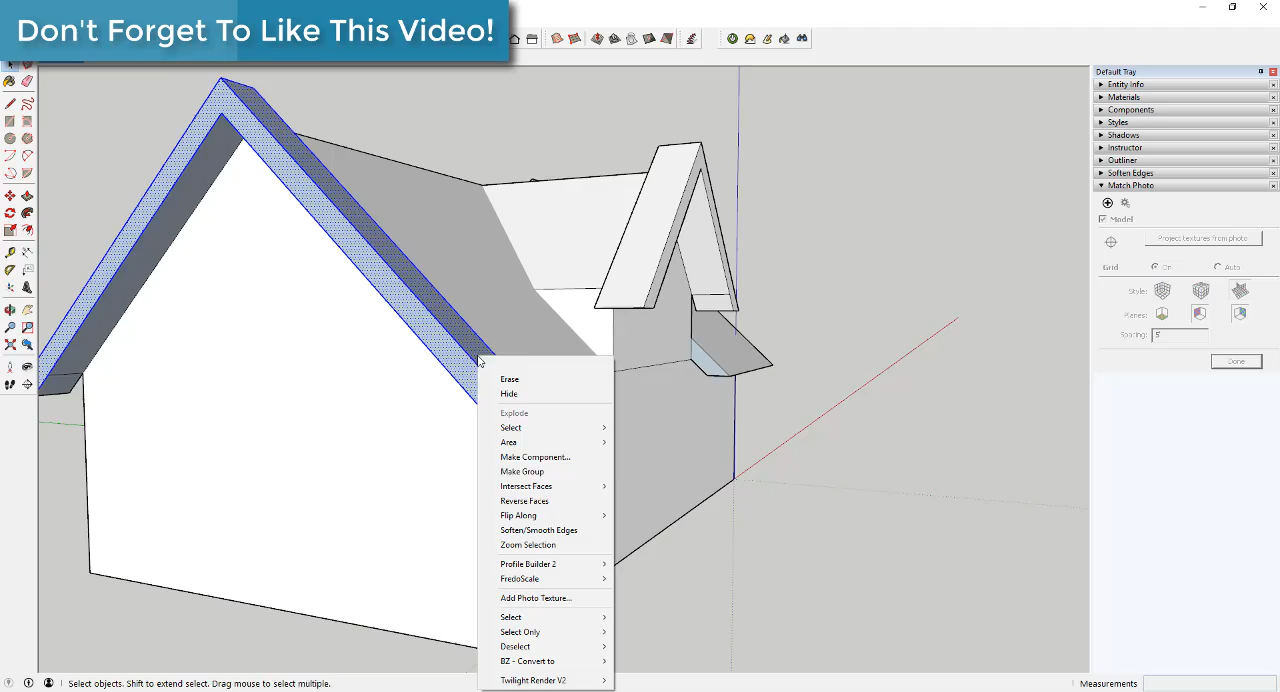 Don't Forget To Like This Video!
Default Tray
Entity Info
Materials
Components
Styles
Shadows
Instructor
Outliner
Soften Edges
Match Photo
Model
Project textures from photo
Grid
On
Auto
Style:
Planes:
Spacing:
5'
Done
Erase
Hide
Explode
Select
Area
Make Component...
Make Group
Intersect Faces
Reverse Faces
Flip Along
Soften/Smooth Edges
Zoom Selection
Profile Builder 2
FredoScale
Add Photo Texture...
Select
Select Only
Deselect
BZ - Convert to
Twilight Render V2
Select objects. Shift to extend select. Drag mouse to select multiple.
Measurements